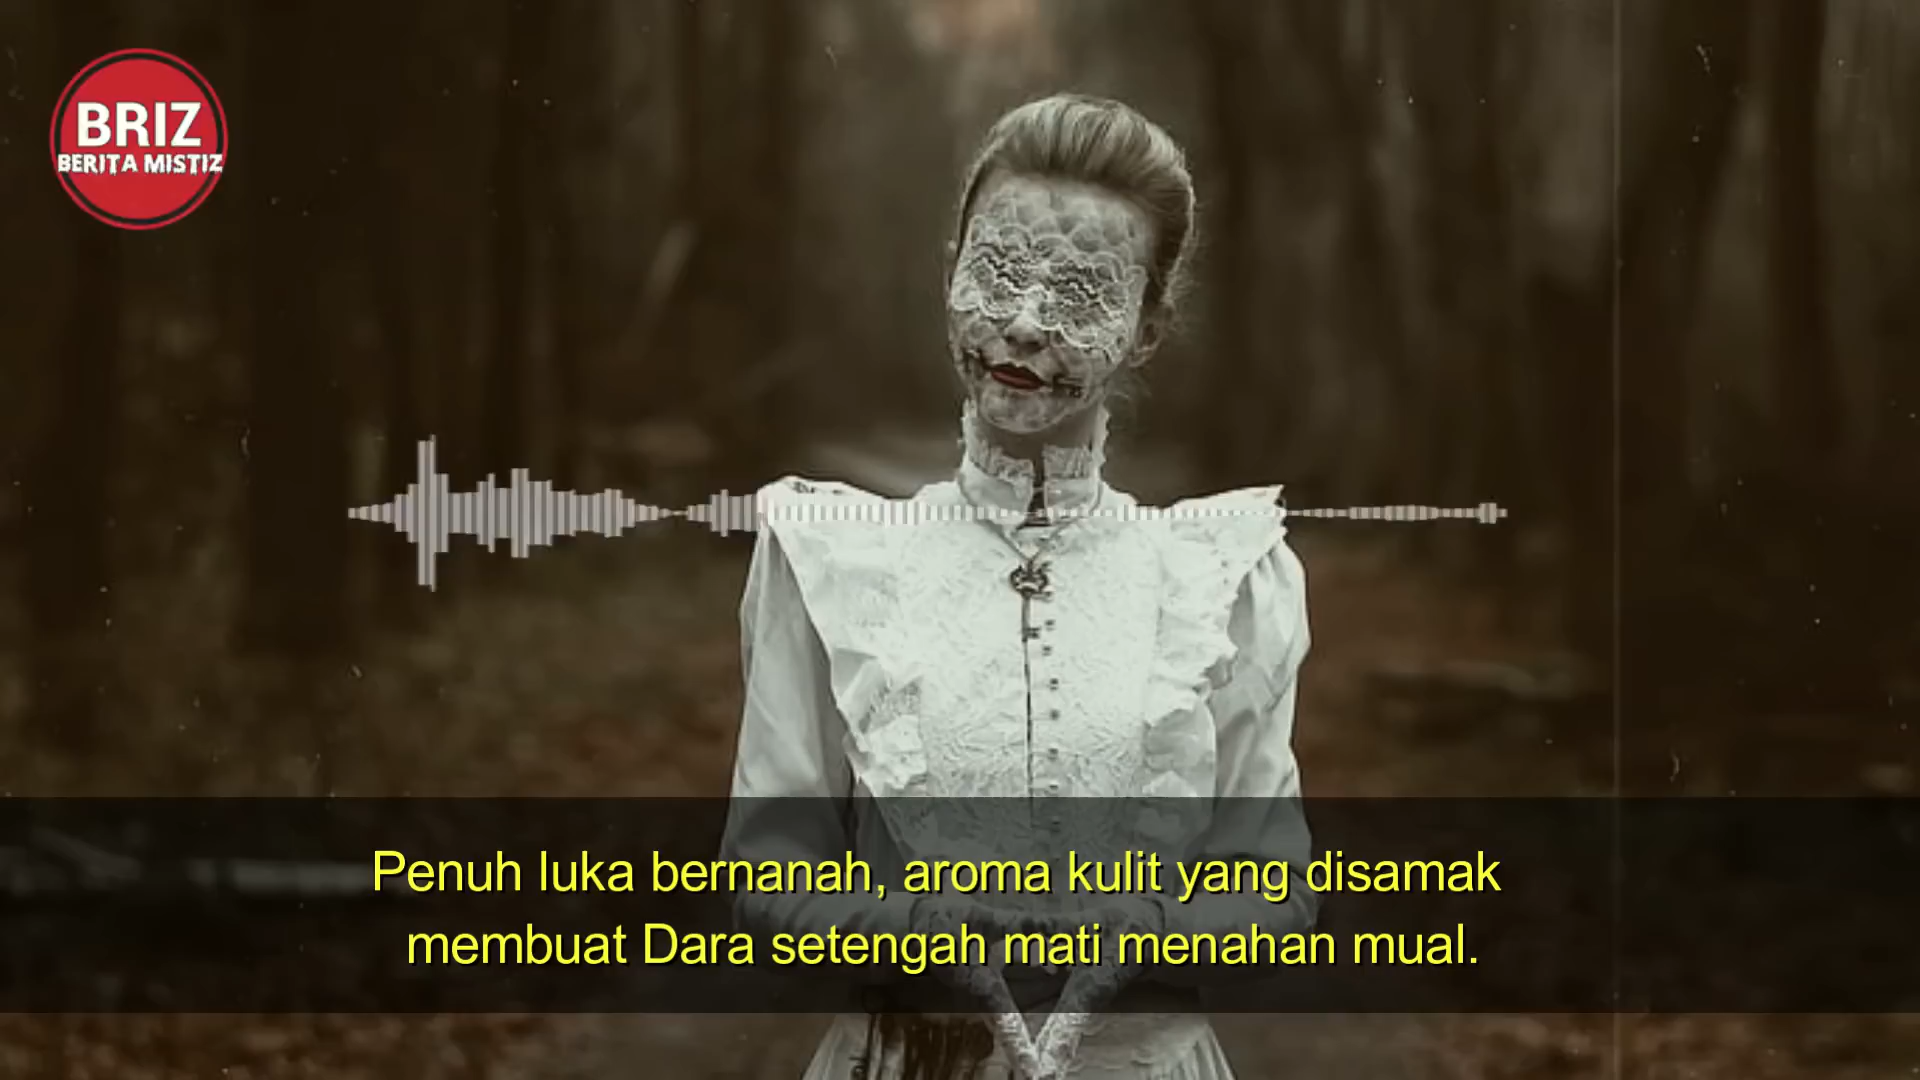 BRIZ
BERITA MISTIZ
Penuh luka bernanah, aroma kulit yang disamak
membuat Dara setengah mati menahan mual.